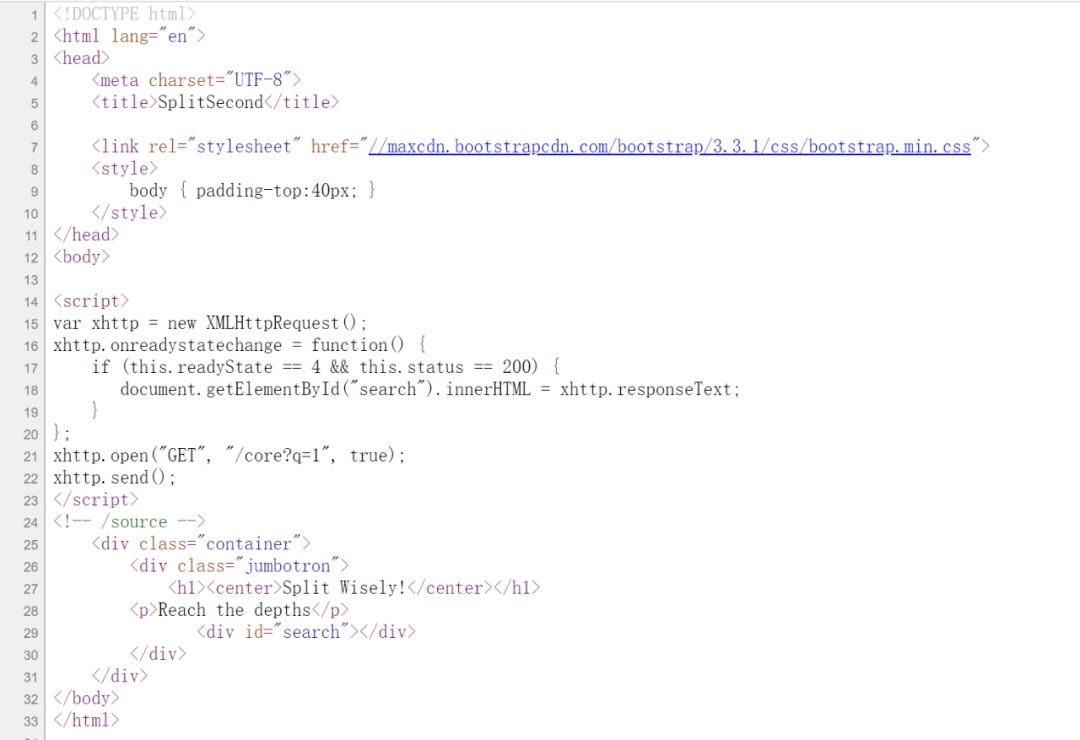 1 <!DOCTYPE html>
2 <html lang="en">
3 <head>
4     <meta charset="UTF-8">
5     <title>SplitSecond</title>
6
7     <link rel="stylesheet" href="//maxcdn.bootstrapcdn.com/bootstrap/3.3.1/css/bootstrap.min.css">
8     <style>
9         body { padding-top:40px; }
10     </style>
11 </head>
12 <body>
13
14 <script>
15 var xhttp = new XMLHttpRequest();
16 xhttp.onreadystatechange = function() {
17     if (this.readyState == 4 && this.status == 200) {
18        document.getElementById("search").innerHTML = xhttp.responseText;
19     }
20 };
21 xhttp.open("GET", "/core?q=1", true);
22 xhttp.send();
23 </script>
24 <!-- /source -->
25     <div class="container">
26         <div class="jumbotron">
27             <h1><center>Split Wisely!</center></h1>
28         <p>Reach the depths</p>
29                <div id="search"></div>
30         </div>
31     </div>
32 </body>
33 </html>